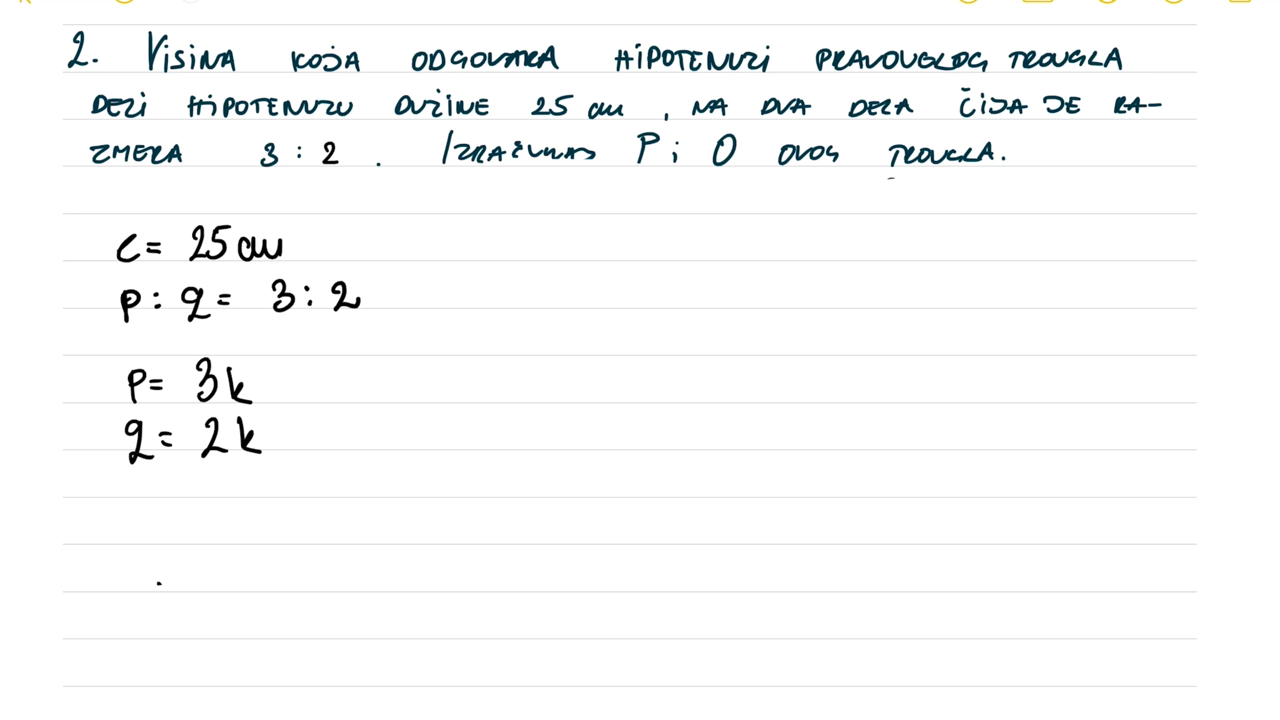 2. VISINA KOJA ODGOVARA HIPOTENUZI PRAVOUGLOG TROUGLA
DELI HIPOTENUZU DUŽINE 25 cm, NA DVA DELA ČIJA JE RA-
ZMERA 3 : 2. IZRAČUNAJ P i O OVOG TROUGLA.
c = 25 cm
p : q = 3 : 2
p = 3k
q = 2k